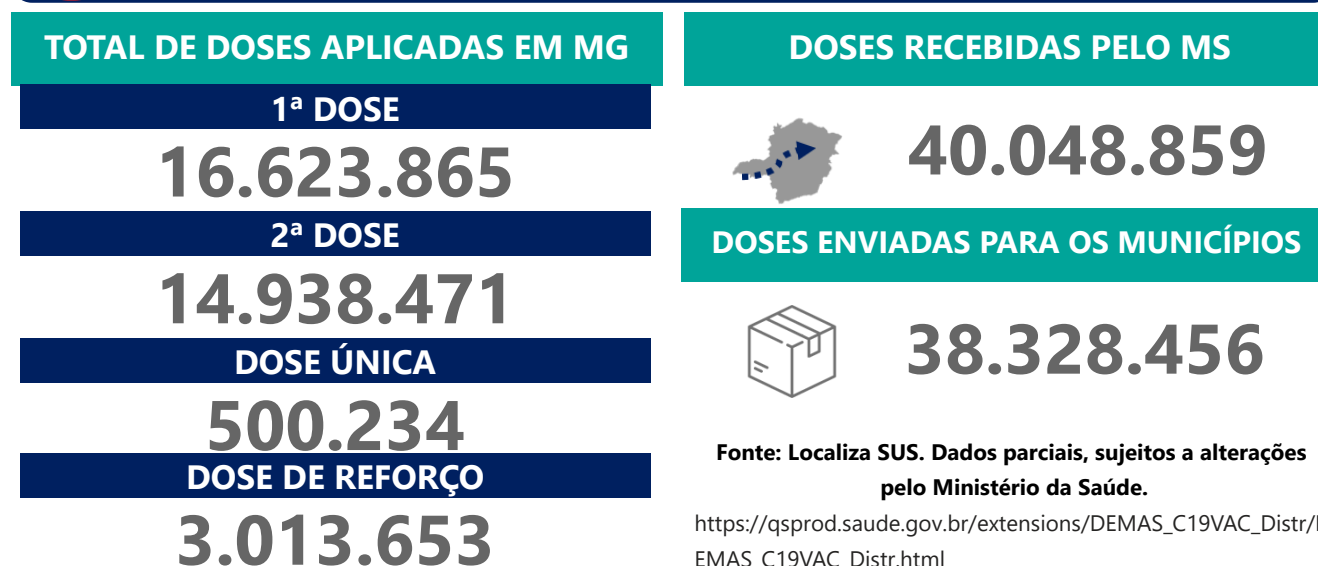 TOTAL DE DOSES APLICADAS EM MG
1ª DOSE
16.623.865
2ª DOSE
14.938.471
DOSE ÚNICA
500.234
DOSE DE REFORÇO
3.013.653
DOSES RECEBIDAS PELO MS
40.048.859
DOSES ENVIADAS PARA OS MUNICÍPIOS
38.328.456
Fonte: Localiza SUS. Dados parciais, sujeitos a alterações
pelo Ministério da Saúde.
https://qsprod.saude.gov.br/extensions/DEMAS_C19VAC_Distr/
EMAS_C19VAC_Distr.html